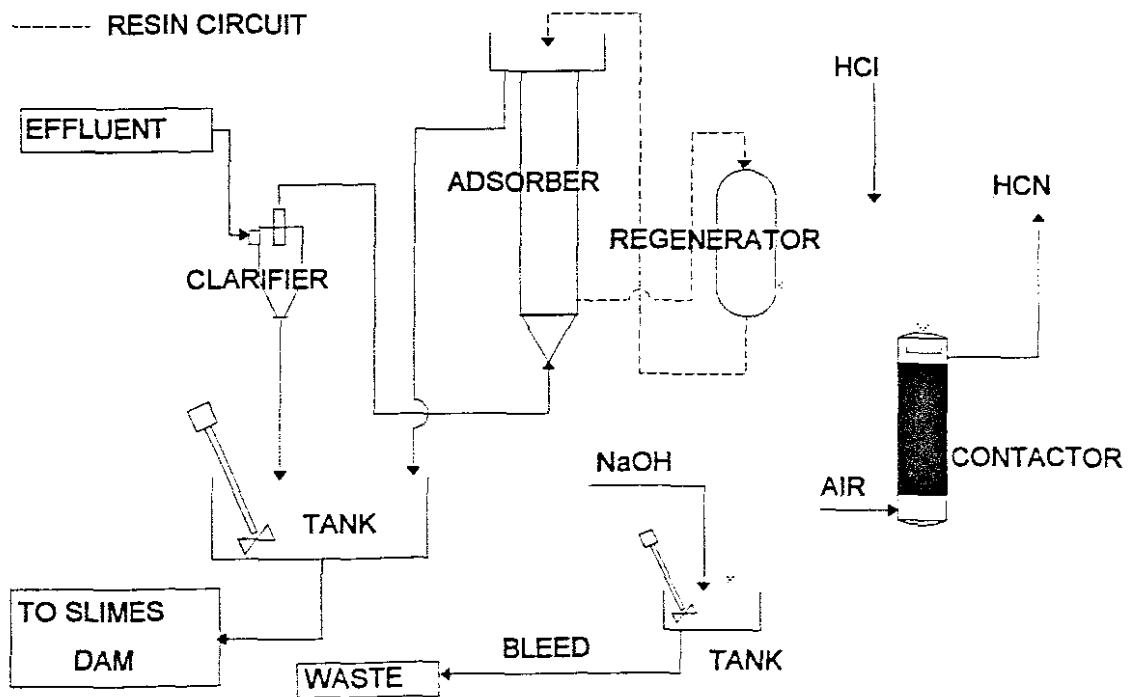 RESIN CIRCUIT
HCl
EFFLUENT
ADSORBER
HCN
REGENERATOR
CLARIFIER
CONTACTOR
NaOH
AIR
TANK
TO SLIMES
DAM
BLEED
TANK
WASTE